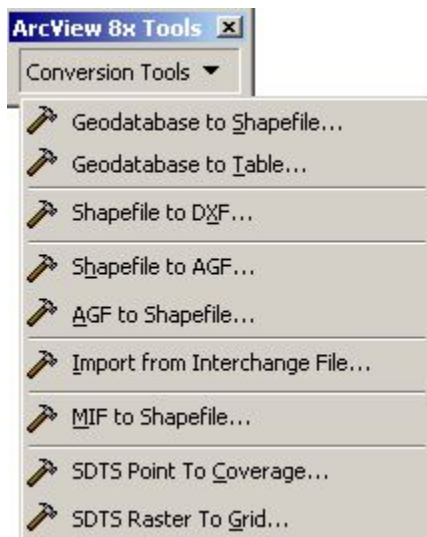 ArcView 8x Tools
Conversion Tools
Geodatabase to Shapefile...
Geodatabase to Table...
Shapefile to DXF...
Shapefile to AGF...
AGF to Shapefile...
Import from Interchange File...
MIF to Shapefile...
SDTS Point To Coverage...
SDTS Raster To Grid...